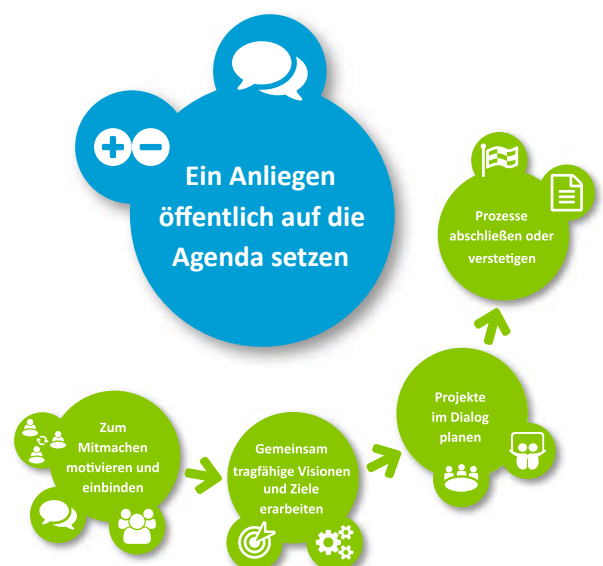 Ein Anliegen
öffentlich auf die
Agenda setzen
Zum
Mitmachen
motivieren und
einbinden
Gemeinsam
tragfähige Visionen
und Ziele
erarbeiten
Projekte
im Dialog
planen
Prozesse
abschließen oder
verstetigen